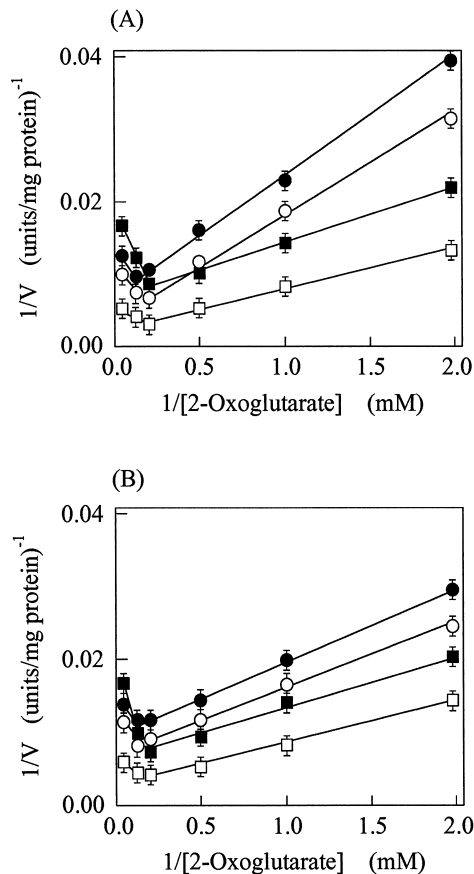 (A)
0.04
0.02
0.00
1/V (units/mg protein)-1
0.0 0.5 1.0 1.5 2.0
1/[2-Oxoglutarate] (mM)
(B)
0.04
0.02
0.00
1/V (units/mg protein)-1
0.0 0.5 1.0 1.5 2.0
1/[2-Oxoglutarate] (mM)